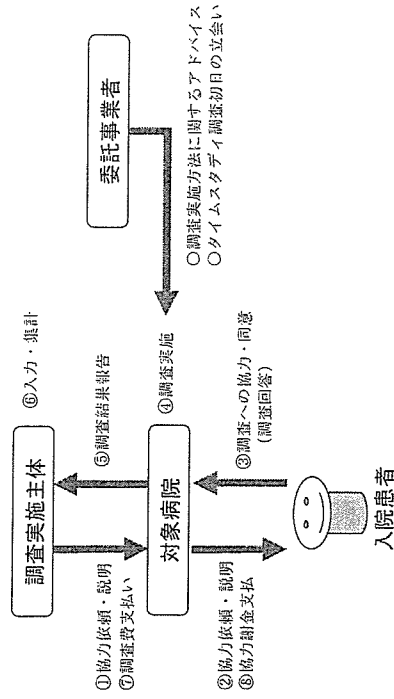 調査実施主体
⑥入力・集計
①協力依頼・説明
⑦調査費支払い
⑤調査結果報告
対象病院
④調査実施
委託事業者
○調査実施方法に関するアドバイス
○タイムスタディ調査初日の立会い
②協力依頼・説明
⑧協力謝金支払
③調査への協力・同意
(調査回答)
入院患者